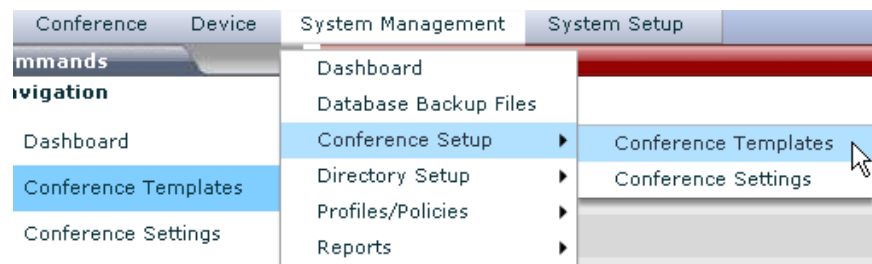 Conference Device System Management System Setup
mmands
Dashboard
vigation
Database Backup Files
Dashboard
Conference Setup
Conference Templates
Conference Templates
Directory Setup
Conference Settings
Profiles/Policies
Conference Settings
Reports